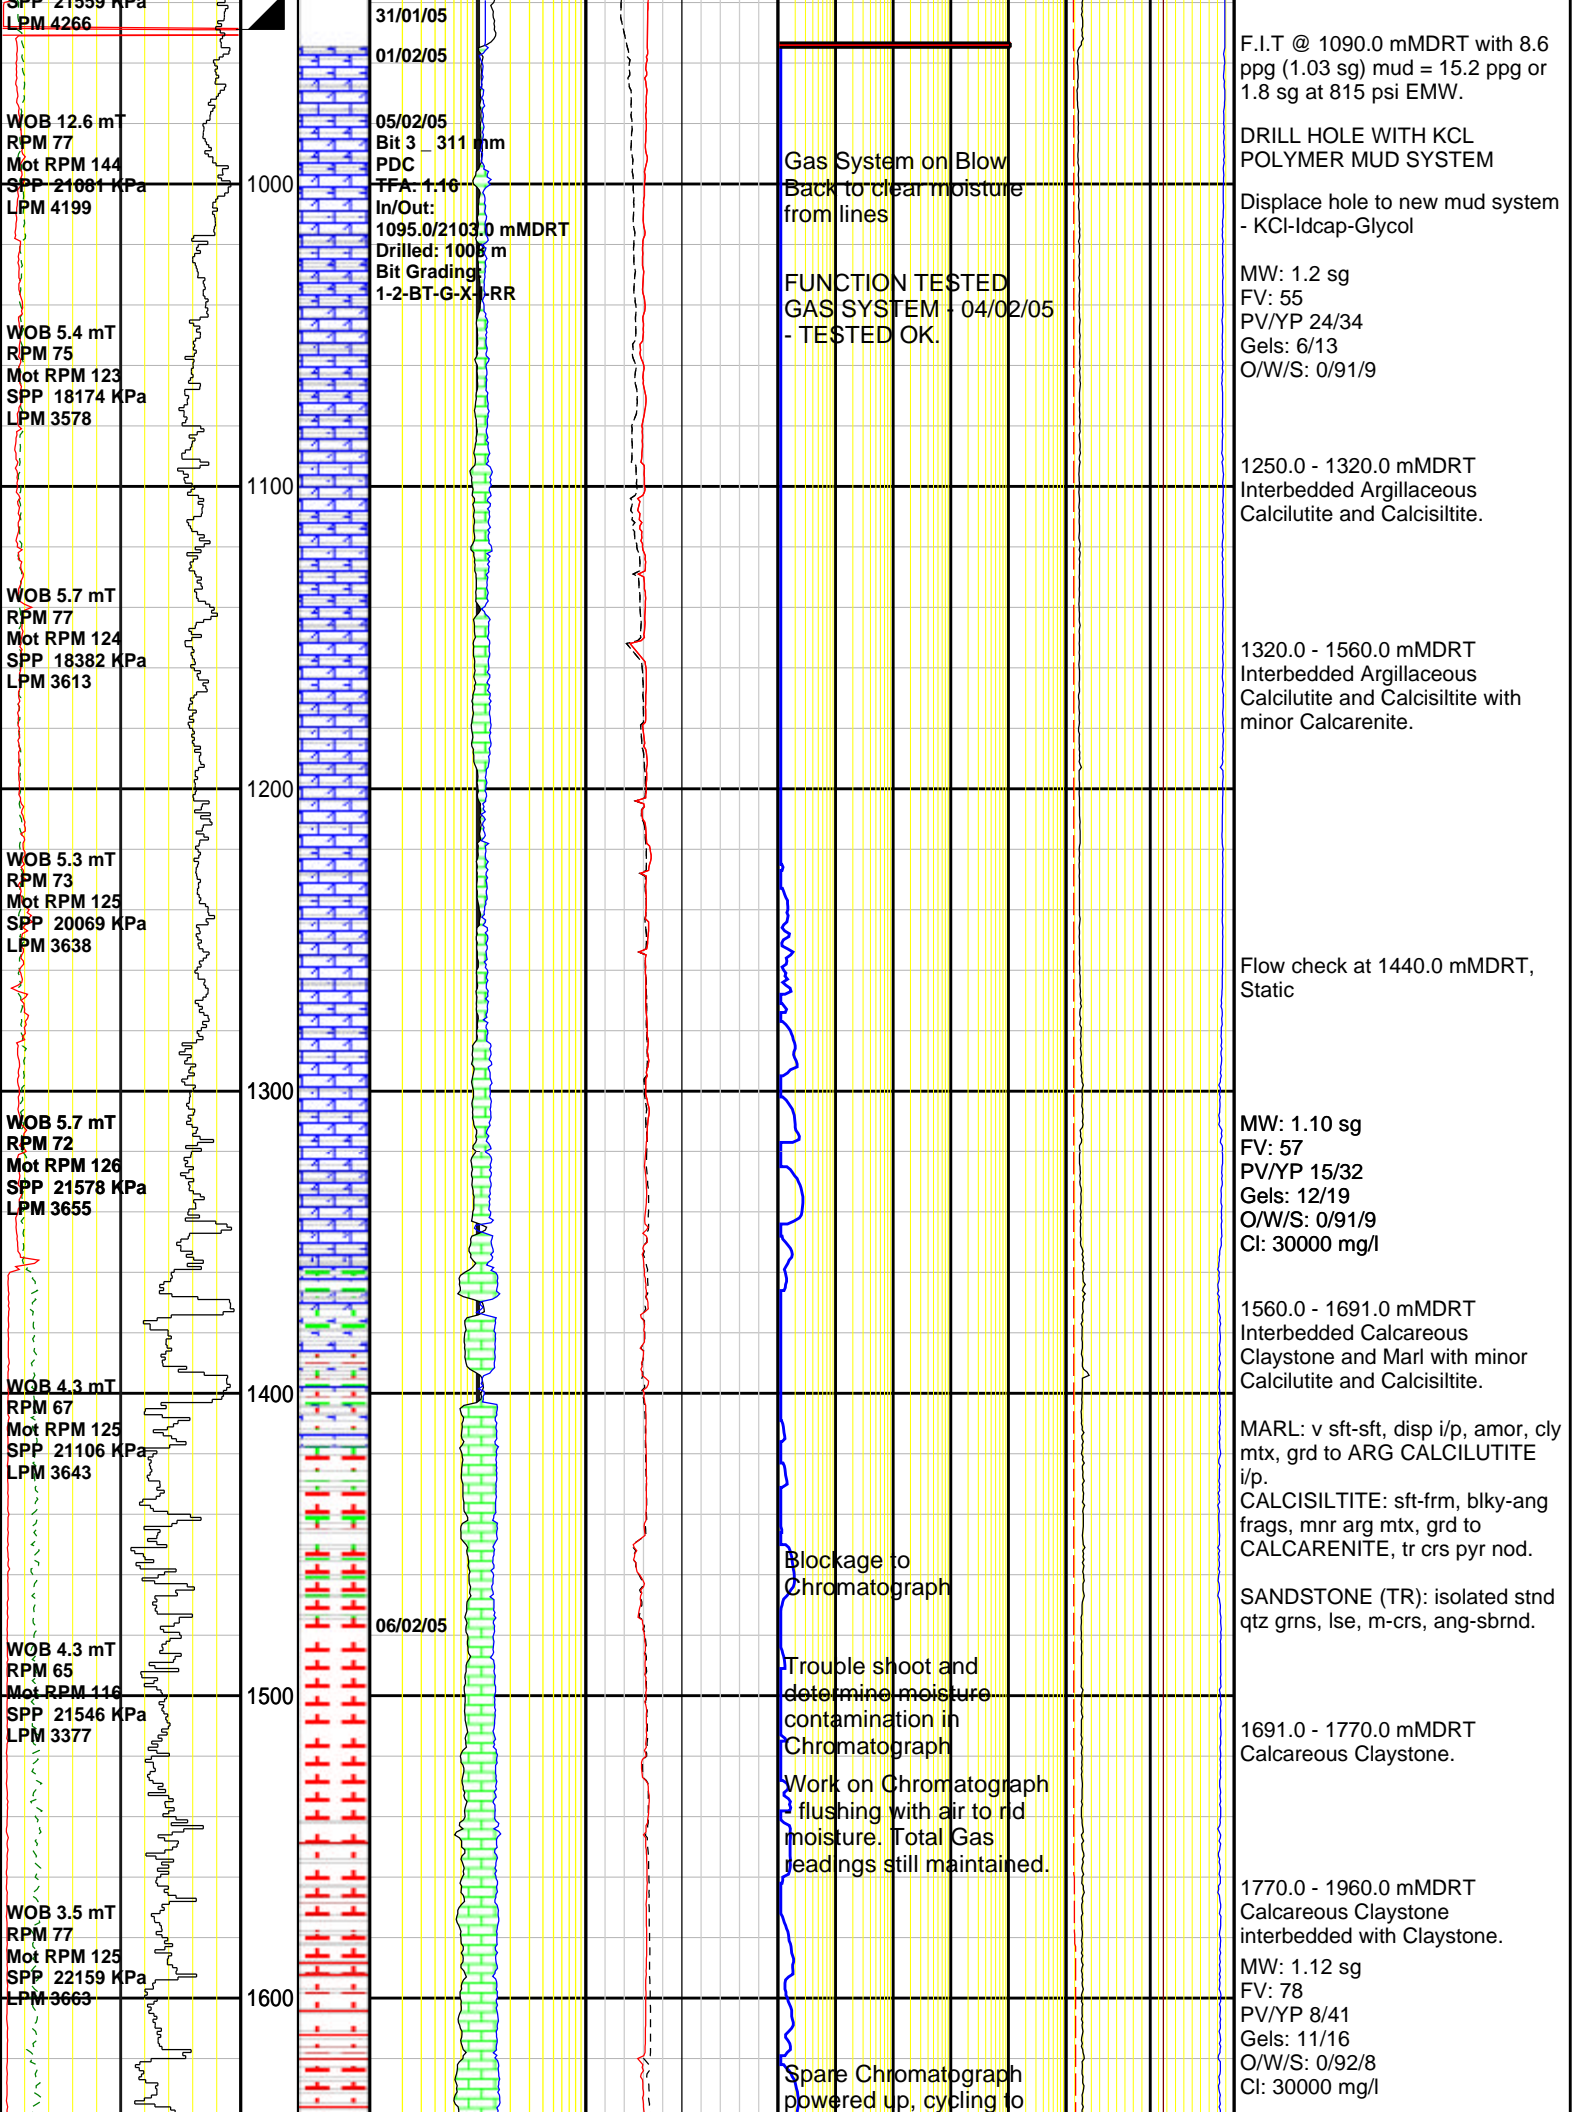 SPP 21559 KPa
LPM 4266
WOB 12.6 mT
RPM 77
Mot RPM 144
SPP 21081 KPa
LPM 4199
WOB 5.4 mT
RPM 75
Mot RPM 123
SPP 18174 KPa
LPM 3578
WOB 5.7 mT
RPM 77
Mot RPM 124
SPP 18382 KPa
LPM 3613
WOB 5.3 mT
RPM 73
Mot RPM 125
SPP 20069 KPa
LPM 3638
WOB 5.7 mT
RPM 72
Mot RPM 126
SPP 21578 KPa
LPM 3655
WOB 4.3 mT
RPM 67
Mot RPM 125
SPP 21106 KPa
LPM 3643
WOB 4.3 mT
RPM 65
Mot RPM 116
SPP 21546 KPa
LPM 3377
WOB 3.5 mT
RPM 77
Mot RPM 125
SPP 22159 KPa
LPM 3663
1000
1100
1200
1300
1400
1500
1600
31/01/05
01/02/05
05/02/05
Bit 3 _ 311 mm
PDC
TFA: 1.16
In/Out:
1095.0/2103.0 mMDRT
Drilled: 1008 m
Bit Grading:
1-2-BT-G-X-I-RR
06/02/05
Gas System on Blow
Back to clear moisture
from lines
FUNCTION TESTED
GAS SYSTEM - 04/02/05
- TESTED OK.
Blockage to
Chromatograph
Trouble shoot and
determine moisture
contamination in
Chromatograph
Work on Chromatograph
- flushing with air to rid
moisture. Total Gas
readings still maintained.
Spare Chromatograph
powered up, cycling to
F.I.T @ 1090.0 mMDRT with 8.6
ppg (1.03 sg) mud = 15.2 ppg or
1.8 sg at 815 psi EMW.
DRILL HOLE WITH KCL
POLYMER MUD SYSTEM
Displace hole to new mud system
- KCl-Idcap-Glycol
MW: 1.2 sg
FV: 55
PV/YP 24/34
Gels: 6/13
O/W/S: 0/91/9
1250.0 - 1320.0 mMDRT
Interbedded Argillaceous
Calcilutite and Calcisiltite.
1320.0 - 1560.0 mMDRT
Interbedded Argillaceous
Calcilutite and Calcisiltite with
minor Calcarenite.
Flow check at 1440.0 mMDRT,
Static
MW: 1.10 sg
FV: 57
PV/YP 15/32
Gels: 12/19
O/W/S: 0/91/9
Cl: 30000 mg/l
1560.0 - 1691.0 mMDRT
Interbedded Calcareous
Claystone and Marl with minor
Calcilutite and Calcisiltite.
MARL: v sft-sft, disp i/p, amor, cly
mtx, grd to ARG CALCILUTITE
i/p.
CALCISILTITE: sft-frm, blky-ang
frags, mnr arg mtx, grd to
CALCARENITE, tr crs pyr nod.
SANDSTONE (TR): isolated stnd
qtz grns, lse, m-crs, ang-sbrnd.
1691.0 - 1770.0 mMDRT
Calcareous Claystone.
1770.0 - 1960.0 mMDRT
Calcareous Claystone
interbedded with Claystone.
MW: 1.12 sg
FV: 78
PV/YP 8/41
Gels: 11/16
O/W/S: 0/92/8
Cl: 30000 mg/l